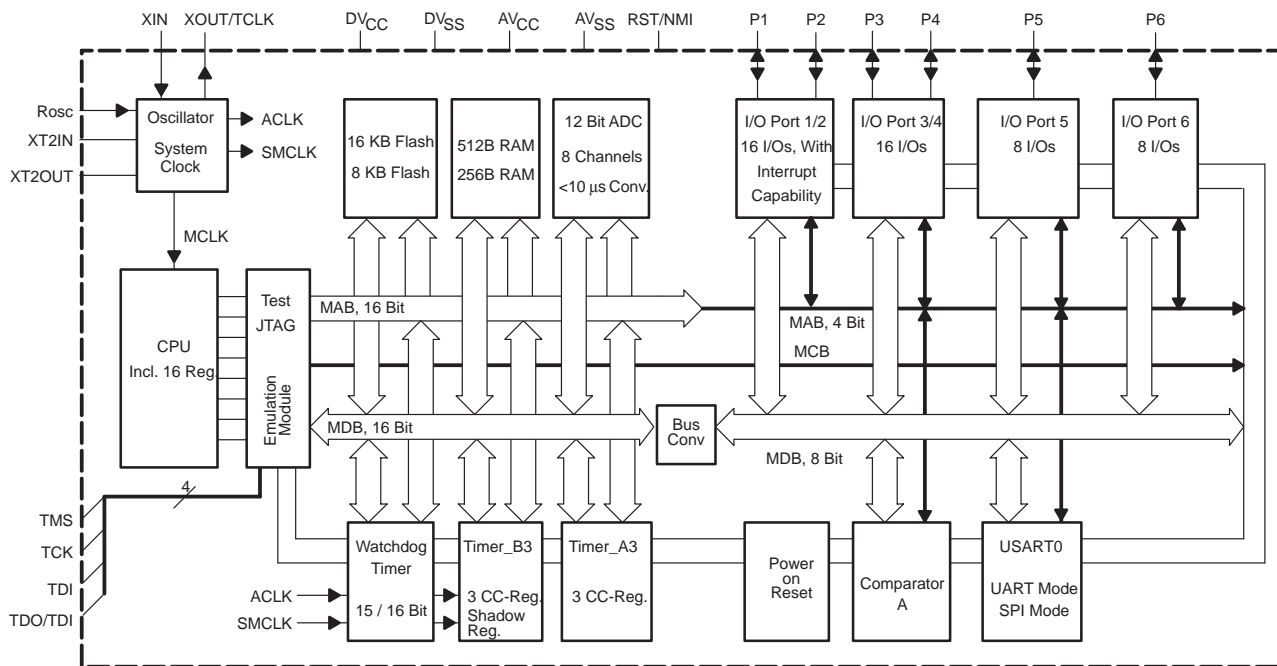 XIN
XOUT/TCLK
DVCC
DVSS
AVCC
AVSS
RST/NMI
P1
P2
P3
P4
P5
P6
Rosc
XT2IN
XT2OUT
Oscillator
System
Clock
ACLK
SMCLK
16 KB Flash
8 KB Flash
512B RAM
256B RAM
12 Bit ADC
8 Channels
<10 µs Conv.
I/O Port 1/2
16 I/Os, With
Interrupt
Capability
I/O Port 3/4
16 I/Os
I/O Port 5
8 I/Os
I/O Port 6
8 I/Os
MCLK
CPU
Incl. 16 Reg.
Test
JTAG
Emulation
Module
MAB, 16 Bit
MAB, 4 Bit
MCB
MDB, 16 Bit
Bus
Conv
MDB, 8 Bit
4
TMS
TCK
TDI
TDO/TDI
ACLK
SMCLK
Watchdog
Timer
15 / 16 Bit
Timer_B3
3 CC-Reg.
Shadow
Reg.
Timer_A3
3 CC-Reg.
Power
on
Reset
Comparator
A
USART0
UART Mode
SPI Mode